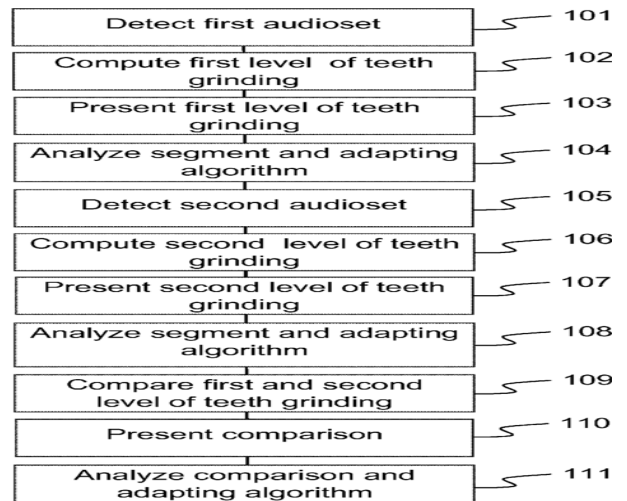 Detect first audioset
101
Compute first level of teeth
grinding
102
Present first level of teeth
grinding
103
Analyze segment and adapting
algorithm
104
Detect second audioset
105
Compute second level of teeth
grinding
106
Present second level of teeth
grinding
107
Analyze segment and adapting
algorithm
108
Compare first and second
level of teeth grinding
109
Present comparison
110
Analyze comparison and
adapting algorithm
111